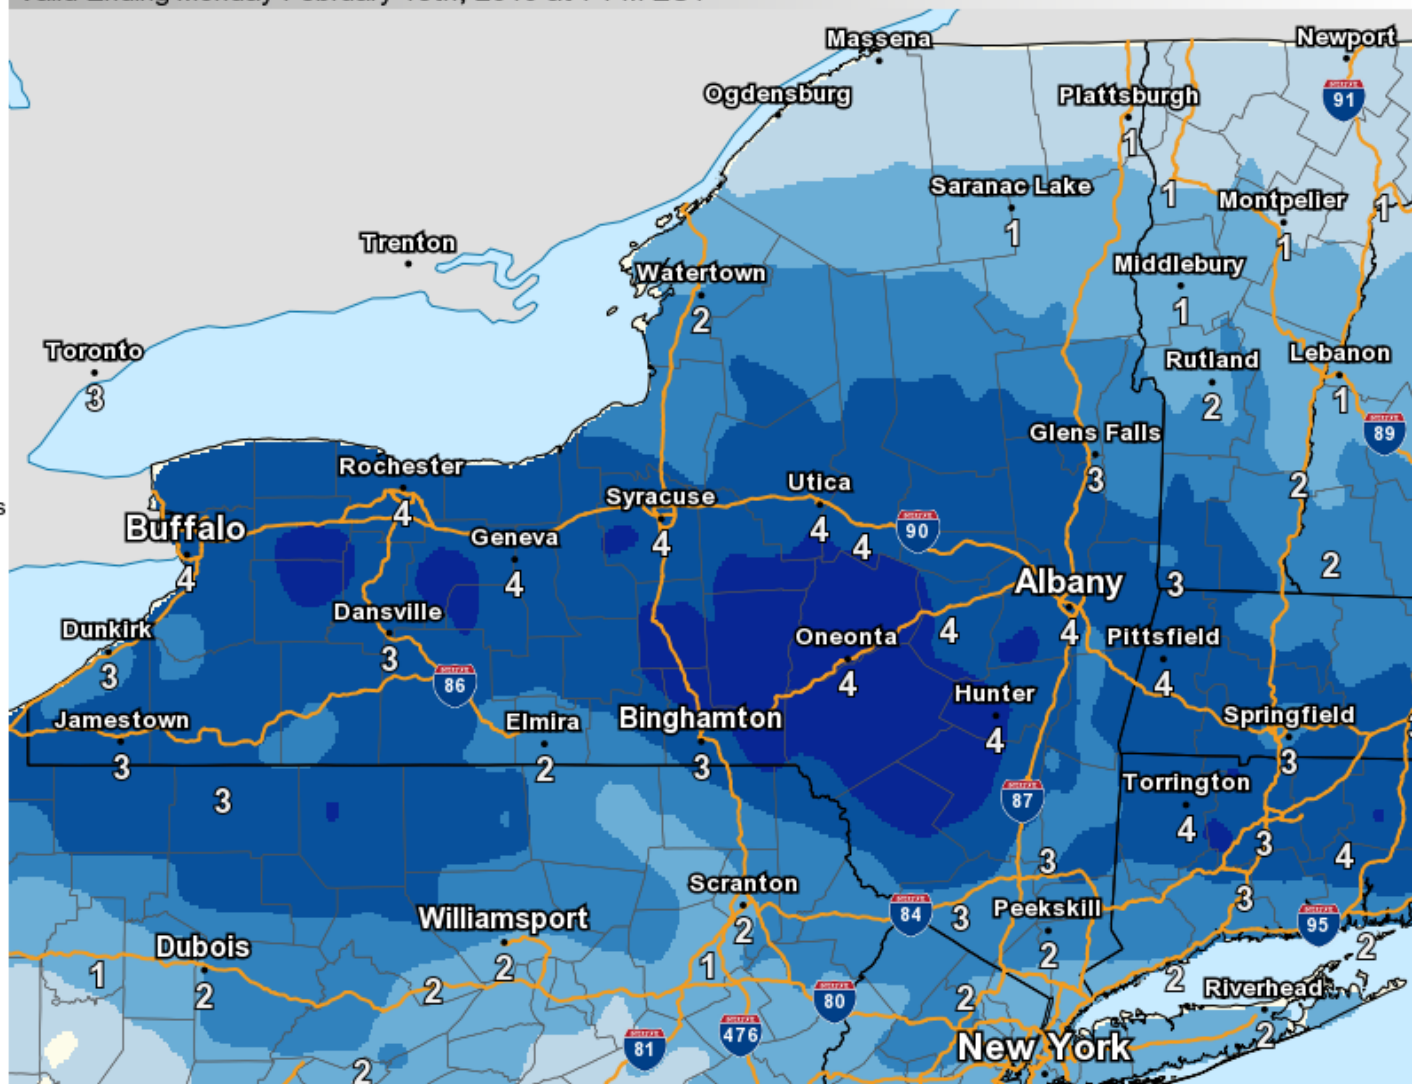 Massena
Newport
Ogdensburg
Plattsburgh
91
1
Saranac Lake
1
1
Montpelier
1
1
Trenton
Watertown
2
Middlebury
1
Toronto
3
Rutland
2
Lebanon
1
89
Glens Falls
3
Rochester
4
Syracuse
4
Utica
4
4
90
2
Buffalo
4
Geneva
4
2
Albany
4
3
Dunkirk
3
Dansville
3
86
Oneonta
4
4
Pittsfield
4
Jamestown
3
Elmira
2
Binghamton
3
Hunter
4
Springfield
3
3
87
Torrington
4
3
4
3
Scranton
2
84
3
Peekskill
2
3
95
2
Williamsport
2
Dubois
2
1
2
1
80
2
2
Riverhead
2
81
476
New York
2